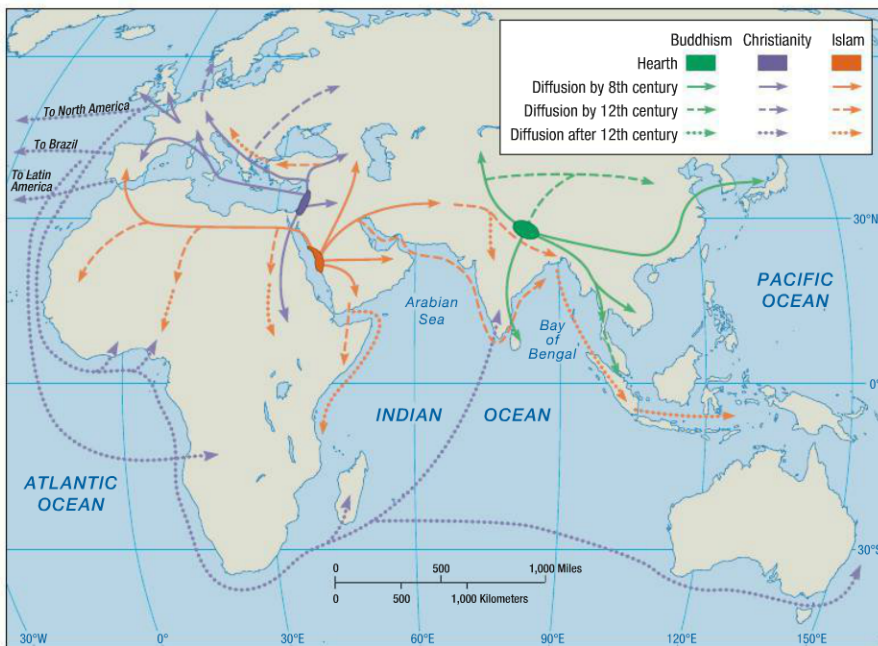 Buddhism Christianity Islam
Hearth
Diffusion by 8th century
Diffusion by 12th century
Diffusion after 12th century
To North America
To Brazil
To Latin
America
30°N
PACIFIC
OCEAN
Arabian
Sea
Bay
of
Bengal
0°
INDIAN OCEAN
ATLANTIC
OCEAN
30°S
0 500 1,000 Miles
0 500 1,000 Kilometers
30°W 0° 30°E 60°E 90°E 120°E 150°E